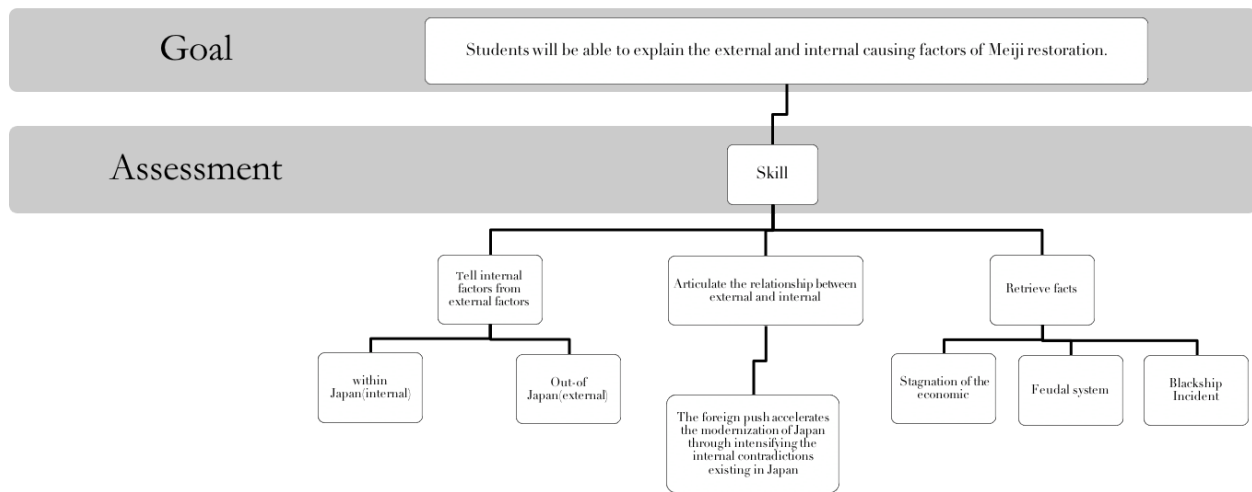 Goal
Students will be able to explain the external and internal causing factors of Meiji restoration.
Assessment
Skill
Tell internal
factors from
external factors
Articulate the relationship between
external and internal
Retrieve facts
within
Japan(internal)
Out-of
Japan(external)
The foreign push accelerates
the modernization of Japan
through intensifying the
internal contradictions
existing in Japan
Stagnation of the
economic
Feudal system
Blackship
Incident